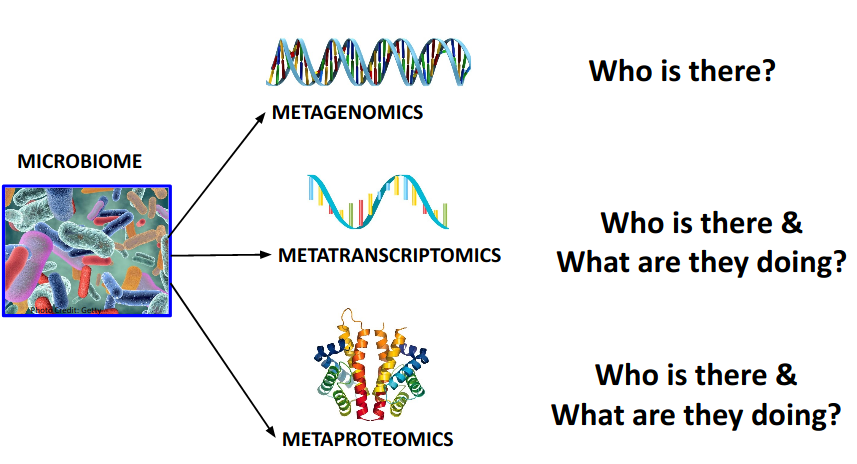 Who is there?
METAGENOMICS
MICROBIOME
Who is there &
What are they doing?
METATRANSCRIPTOMICS
Photo Credit: Getty
Who is there &
What are they doing?
METAPROTEOMICS